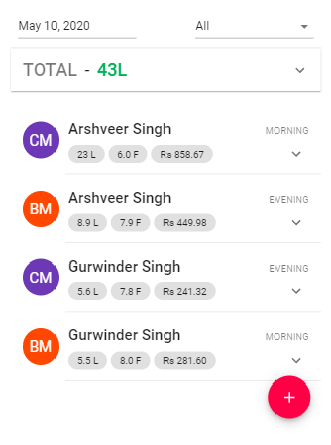 May 10, 2020 All
TOTAL - 43L
CM Arshveer Singh MORNING
23 L 6.0 F Rs 858.67
BM Arshveer Singh EVENING
8.9 L 7.9 F Rs 449.98
CM Gurwinder Singh EVENING
5.6 L 7.8 F Rs 241.32
BM Gurwinder Singh MORNING
5.5 L 8.0 F Rs 281.60
+